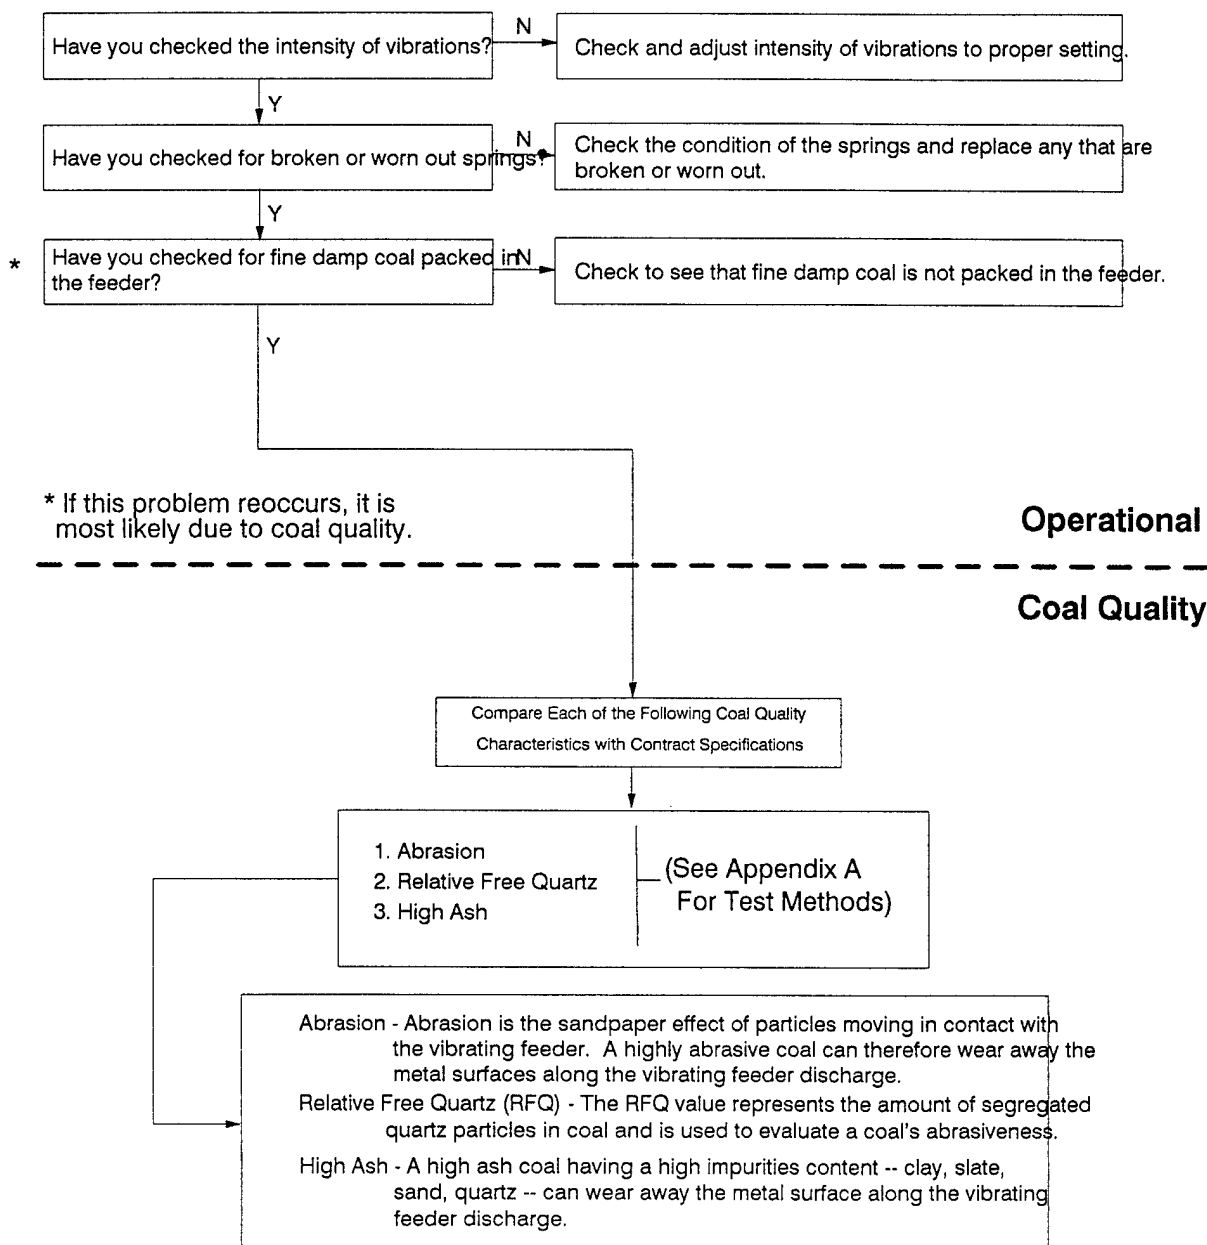 Have you checked the intensity of vibrations?
N
Check and adjust intensity of vibrations to proper setting.
Y
Have you checked for broken or worn out springs?
N
Check the condition of the springs and replace any that are
broken or worn out.
Y
*
Have you checked for fine damp coal packed in
the feeder?
N
Check to see that fine damp coal is not packed in the feeder.
Y
* If this problem reoccurs, it is
most likely due to coal quality.
Operational
Coal Quality
Compare Each of the Following Coal Quality
Characteristics with Contract Specifications
1. Abrasion
2. Relative Free Quartz
3. High Ash
(See Appendix A
For Test Methods)
Abrasion - Abrasion is the sandpaper effect of particles moving in contact with
the vibrating feeder. A highly abrasive coal can therefore wear away the
metal surfaces along the vibrating feeder discharge.
Relative Free Quartz (RFQ) - The RFQ value represents the amount of segregated
quartz particles in coal and is used to evaluate a coal's abrasiveness.
High Ash - A high ash coal having a high impurities content -- clay, slate,
sand, quartz -- can wear away the metal surface along the vibrating
feeder discharge.